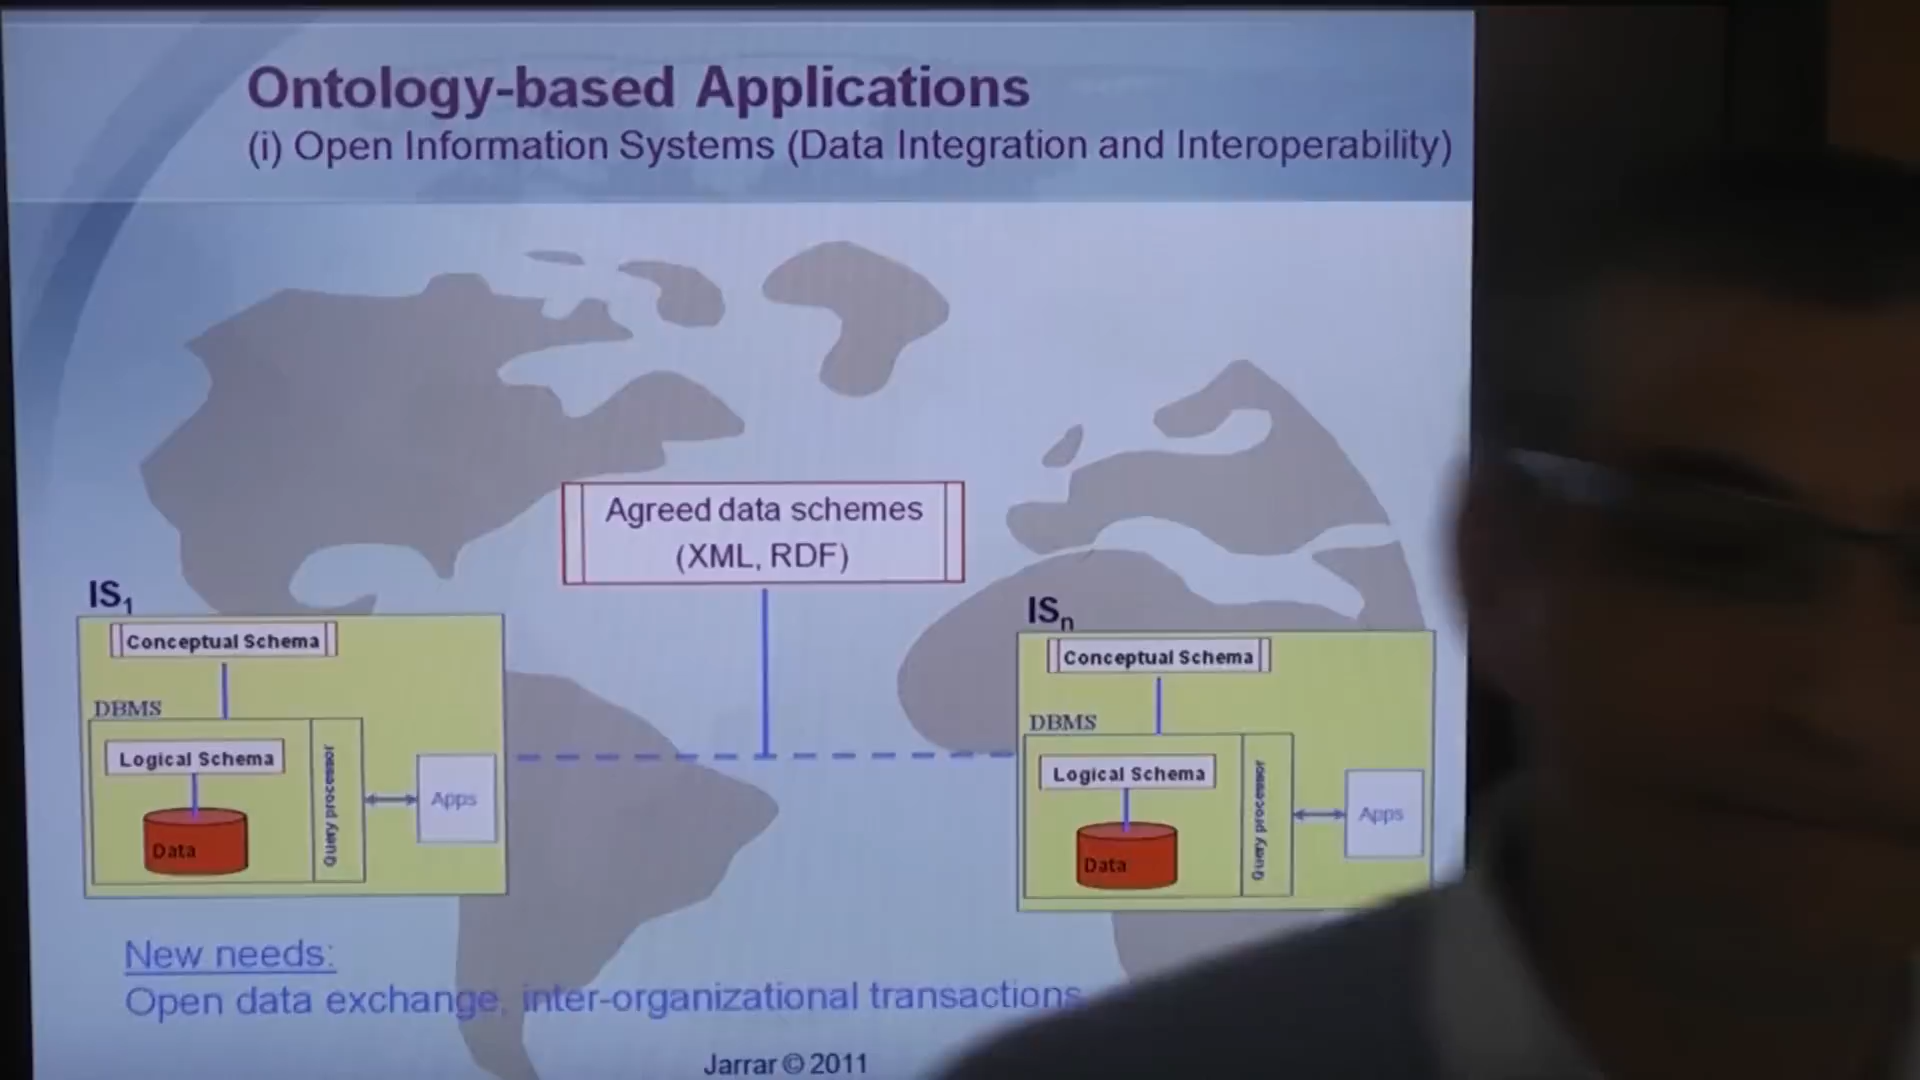 Ontology-based Applications
(i) Open Information Systems (Data Integration and Interoperability)
Agreed data schemes
(XML, RDF)
IS1
Conceptual Schema
DBMS
Logical Schema
Data
Query processor
Apps
ISn
Conceptual Schema
DBMS
Logical Schema
Data
Query processor
Apps
New needs:
Open data exchange, inter-organizational transactions
Jarrar © 2011